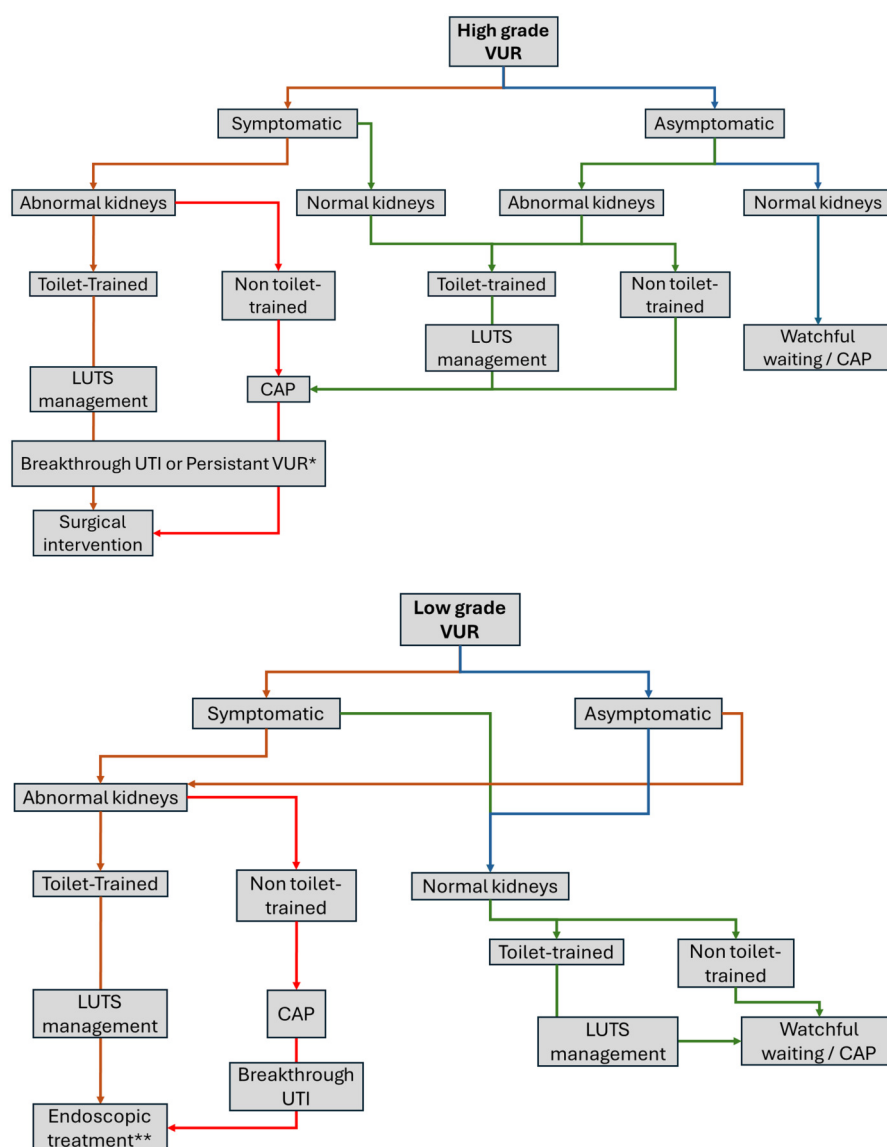 High grade
VUR
Symptomatic
Asymptomatic
Abnormal kidneys
Normal kidneys
Abnormal kidneys
Normal kidneys
Toilet-Trained
Non toilet-
trained
Toilet-trained
Non toilet-
trained
LUTS
management
CAP
LUTS
management
Watchful
waiting / CAP
Breakthrough UTI or Persistant VUR*
Surgical
intervention
Low grade
VUR
Symptomatic
Asymptomatic
Abnormal kidneys
Toilet-Trained
Non toilet-
trained
Normal kidneys
Toilet-trained
Non toilet-
trained
LUTS
management
CAP
LUTS
management
Watchful
waiting / CAP
Breakthrough
UTI
Endoscopic
treatment**